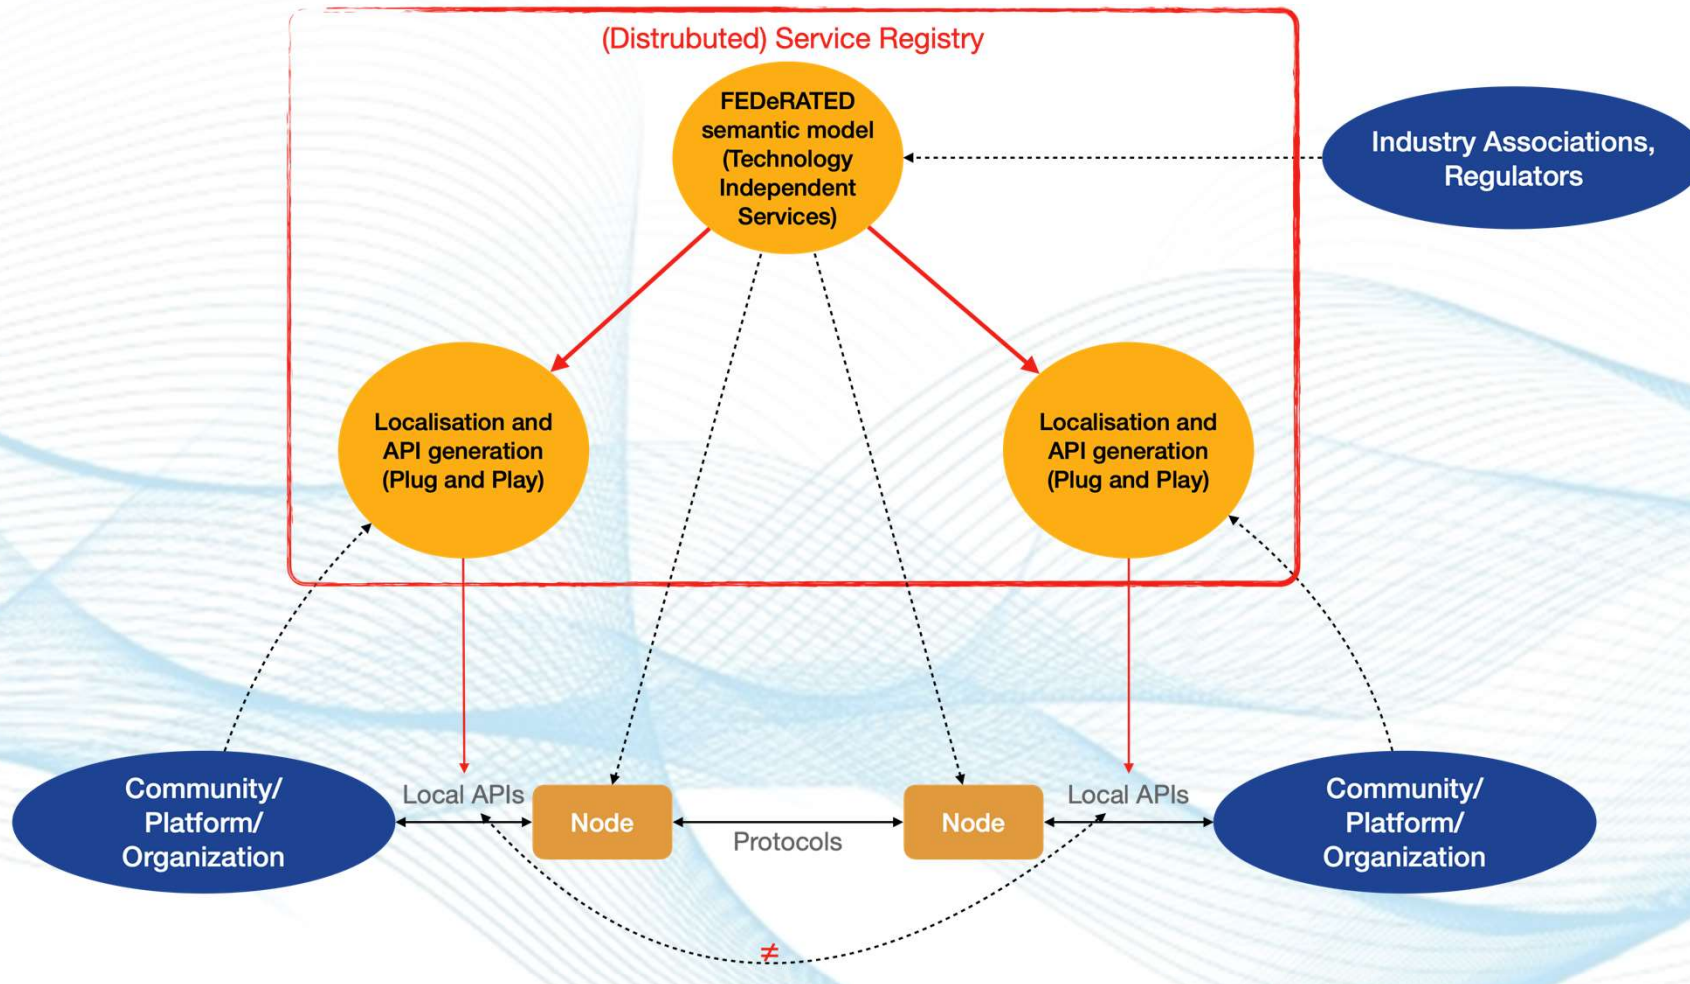 (Distrubuted) Service Registry
FEDeRATED
semantic model
(Technology
Independent
Services)
Industry Associations,
Regulators
Localisation and
API generation
(Plug and Play)
Localisation and
API generation
(Plug and Play)
Community/
Platform/
Organization
Local APIs
Node
Protocols
Node
Local APIs
Community/
Platform/
Organization
≠